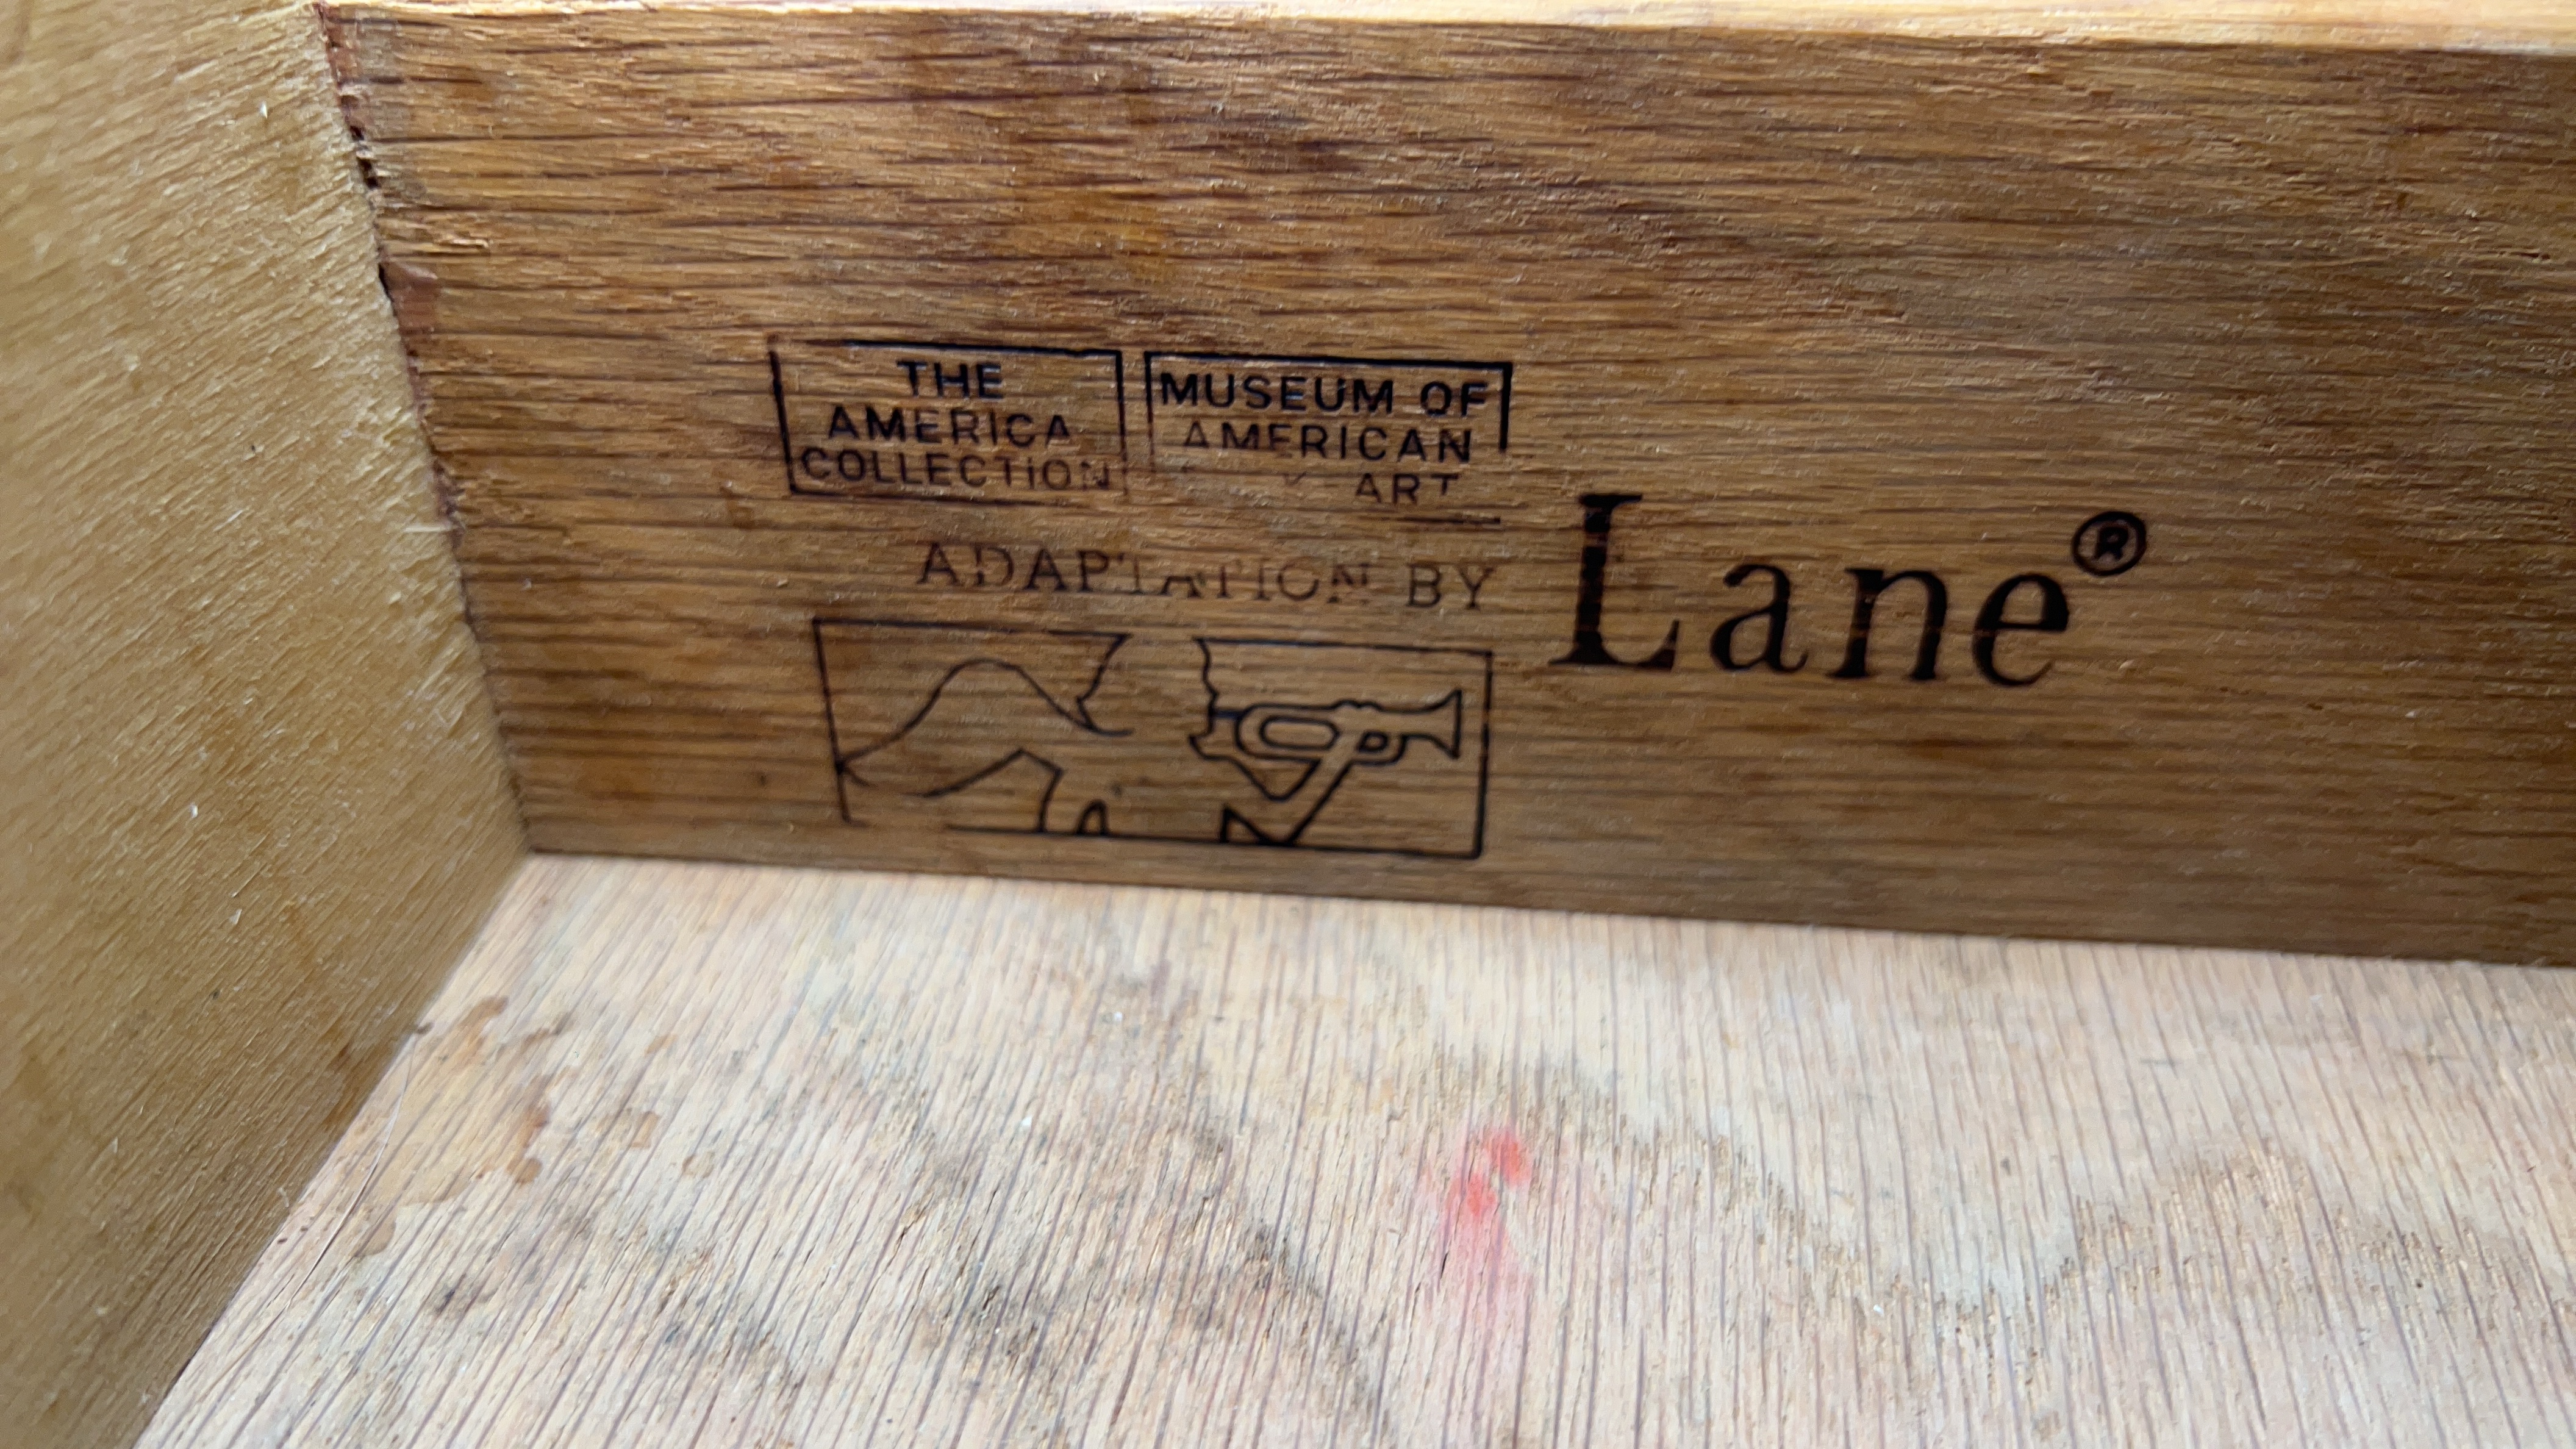 THE
AMERICA
COLLECTION
MUSEUM OF
AMERICAN
ART
ADAPTATION BY
Lane®